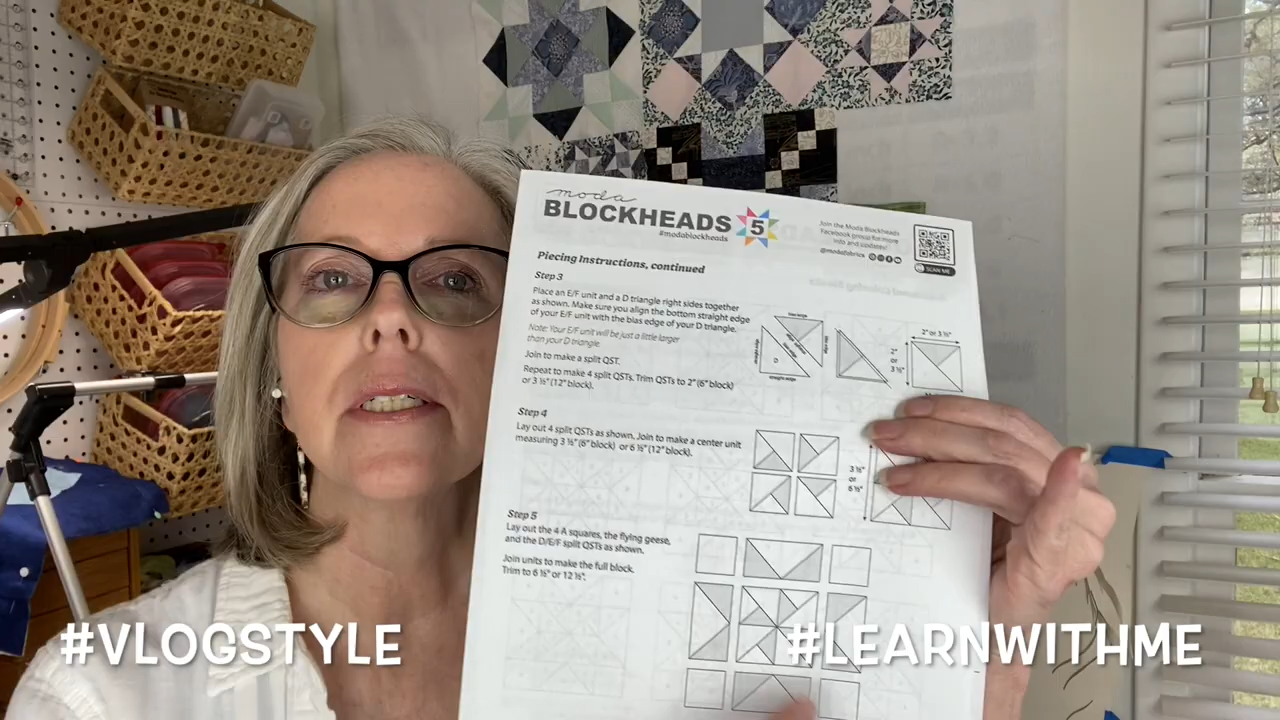 moda
BLOCKHEADS 5
#modablockheads
Join the Moda Blockheads
Facebook group for more
info and updates!
@modafabrics
SCAN ME
Piecing Instructions, continued
Step 3
Place an E/F unit and a D triangle right sides together
as shown. Make sure you align the bottom straight edge
of your E/F unit with the bias edge of your D triangle.
Note: Your E/F unit will be just a little larger
than your D triangle.
Join to make a split QST.
Repeat to make 4 split QSTs. Trim QSTs to 2" (6" block)
or 3 ½" (12" block).
D
straight edge
2" or 3 ½"
2"
or
3 ½"
Step 4
Lay out 4 split QSTs as shown. Join to make a center unit
measuring 3 ½" (6" block) or 6 ½" (12" block).
3 ½"
or
6 ½"
Step 5
Lay out the 4 A squares, the flying geese,
and the D/E/F split QSTs as shown.
Join units to make the full block.
Trim to 6 ½" or 12 ½".
#VLOGSTYLE
#LEARNWITHME